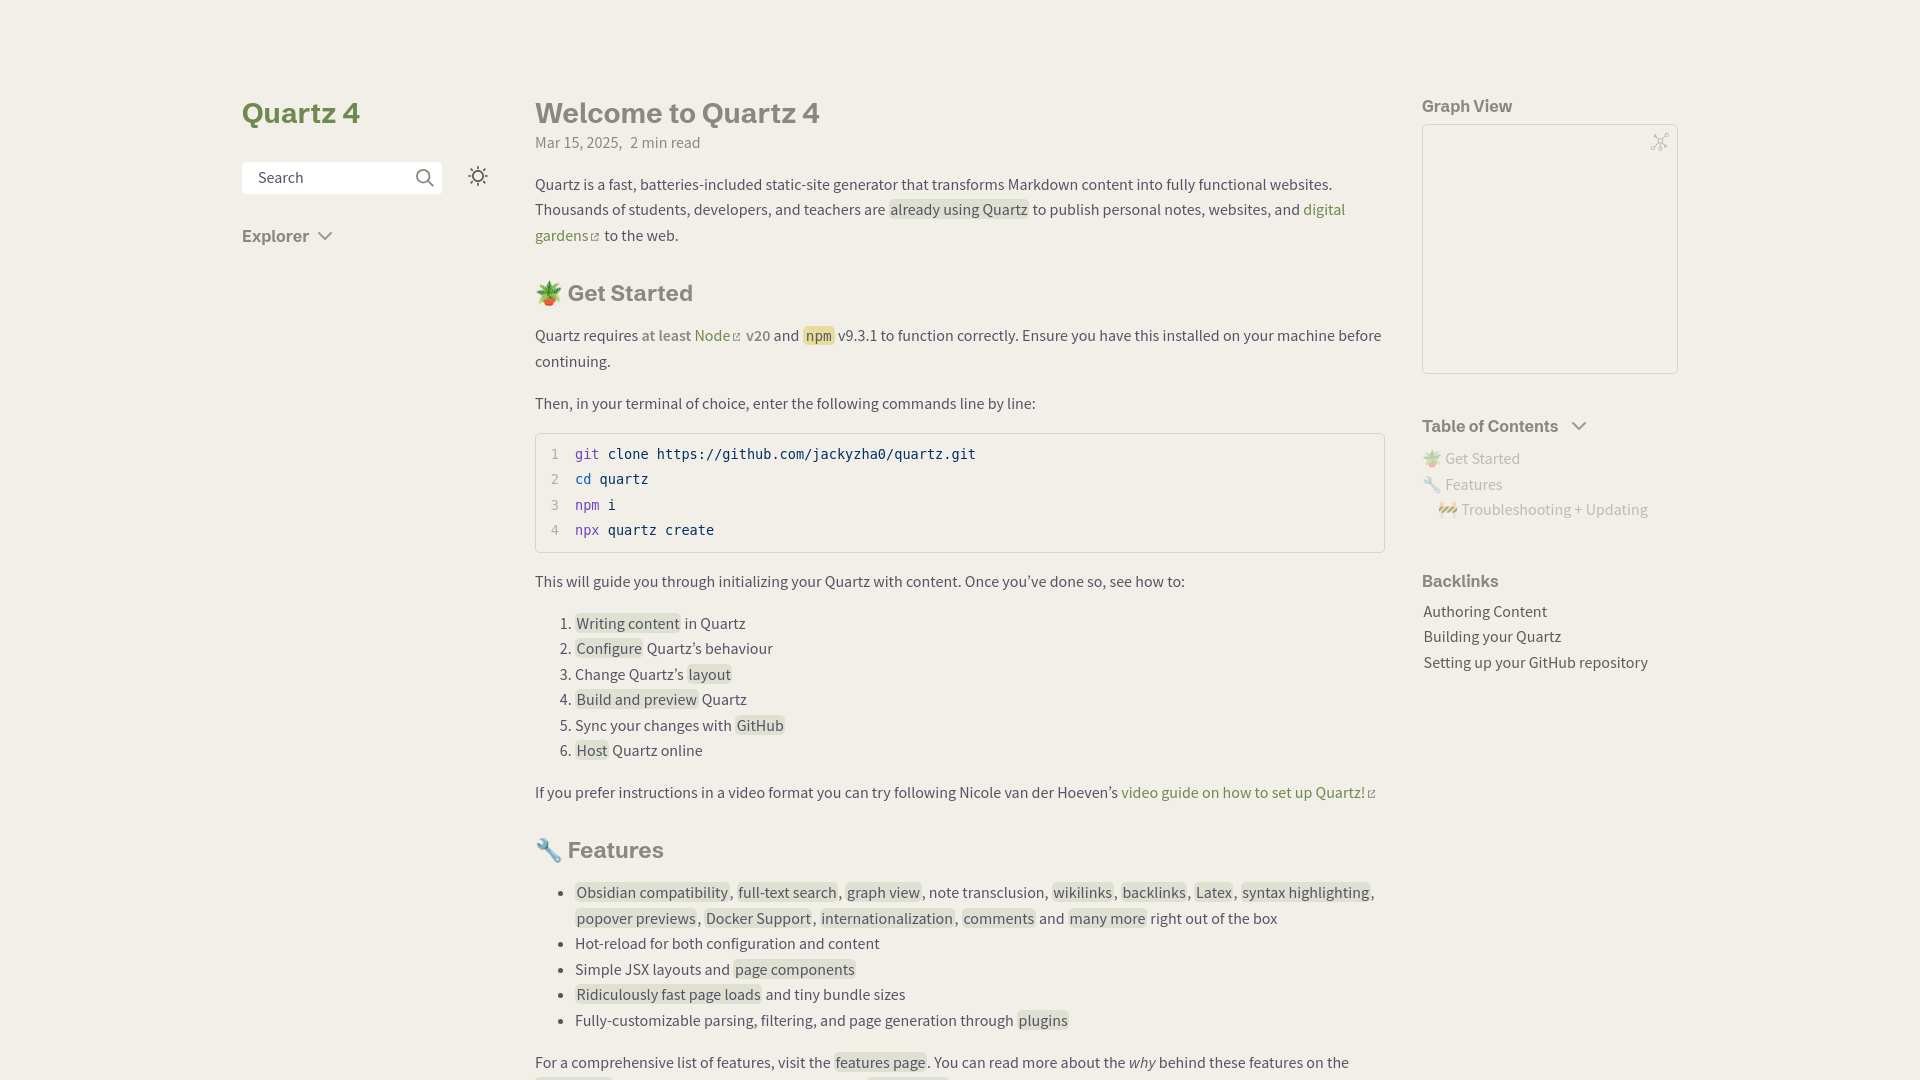 Quartz 4
Search
Explorer
Welcome to Quartz 4
Mar 15, 2025, 2 min read
Quartz is a fast, batteries-included static-site generator that transforms Markdown content into fully functional websites.
Thousands of students, developers, and teachers are already using Quartz to publish personal notes, websites, and digital
gardens to the web.
🪴 Get Started
Quartz requires at least Node v20 and npm v9.3.1 to function correctly. Ensure you have this installed on your machine before
continuing.
Then, in your terminal of choice, enter the following commands line by line:
1 git clone https://github.com/jackyzha0/quartz.git
2 cd quartz
3 npm i
4 npx quartz create
This will guide you through initializing your Quartz with content. Once you’ve done so, see how to:
1. Writing content in Quartz
2. Configure Quartz’s behaviour
3. Change Quartz’s layout
4. Build and preview Quartz
5. Sync your changes with GitHub
6. Host Quartz online
If you prefer instructions in a video format you can try following Nicole van der Hoeven’s video guide on how to set up Quartz!
🔧 Features
• Obsidian compatibility, full-text search, graph view, note transclusion, wikilinks, backlinks, Latex, syntax highlighting,
popover previews, Docker Support, internationalization, comments and many more right out of the box
• Hot-reload for both configuration and content
• Simple JSX layouts and page components
• Ridiculously fast page loads and tiny bundle sizes
• Fully-customizable parsing, filtering, and page generation through plugins
For a comprehensive list of features, visit the features page. You can read more about the why behind these features on the
Graph View
Table of Contents
🪴 Get Started
🔧 Features
🚧 Troubleshooting + Updating
Backlinks
Authoring Content
Building your Quartz
Setting up your GitHub repository